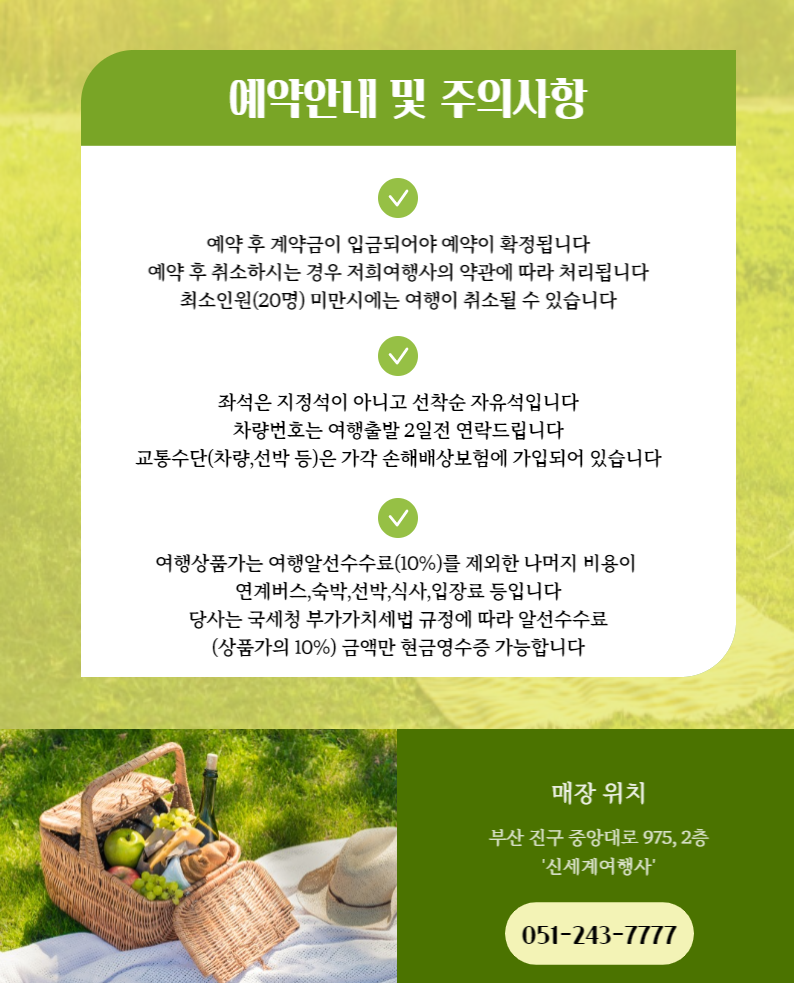 예약안내 및 주의사항
예약 후 계약금이 입금되어야 예약이 확정됩니다
예약 후 취소하시는 경우 저희여행사의 약관에 따라 처리됩니다
최소인원(20명) 미만시에는 여행이 취소될 수 있습니다
좌석은 지정석이 아니고 선착순 자유석입니다
차량번호는 여행출발 2일전 연락드립니다
교통수단(차량,선박 등)은 가각 손해배상보험에 가입되어 있습니다
여행상품가는 여행알선수수료(10%)를 제외한 나머지 비용이
연계버스,숙박,선박,식사,입장료 등입니다
당사는 국세청 부가가치세법 규정에 따라 알선수수료
(상품가의 10%) 금액만 현금영수증 가능합니다
매장 위치
부산 진구 중앙대로 975, 2층
'신세계여행사'
051-243-7777